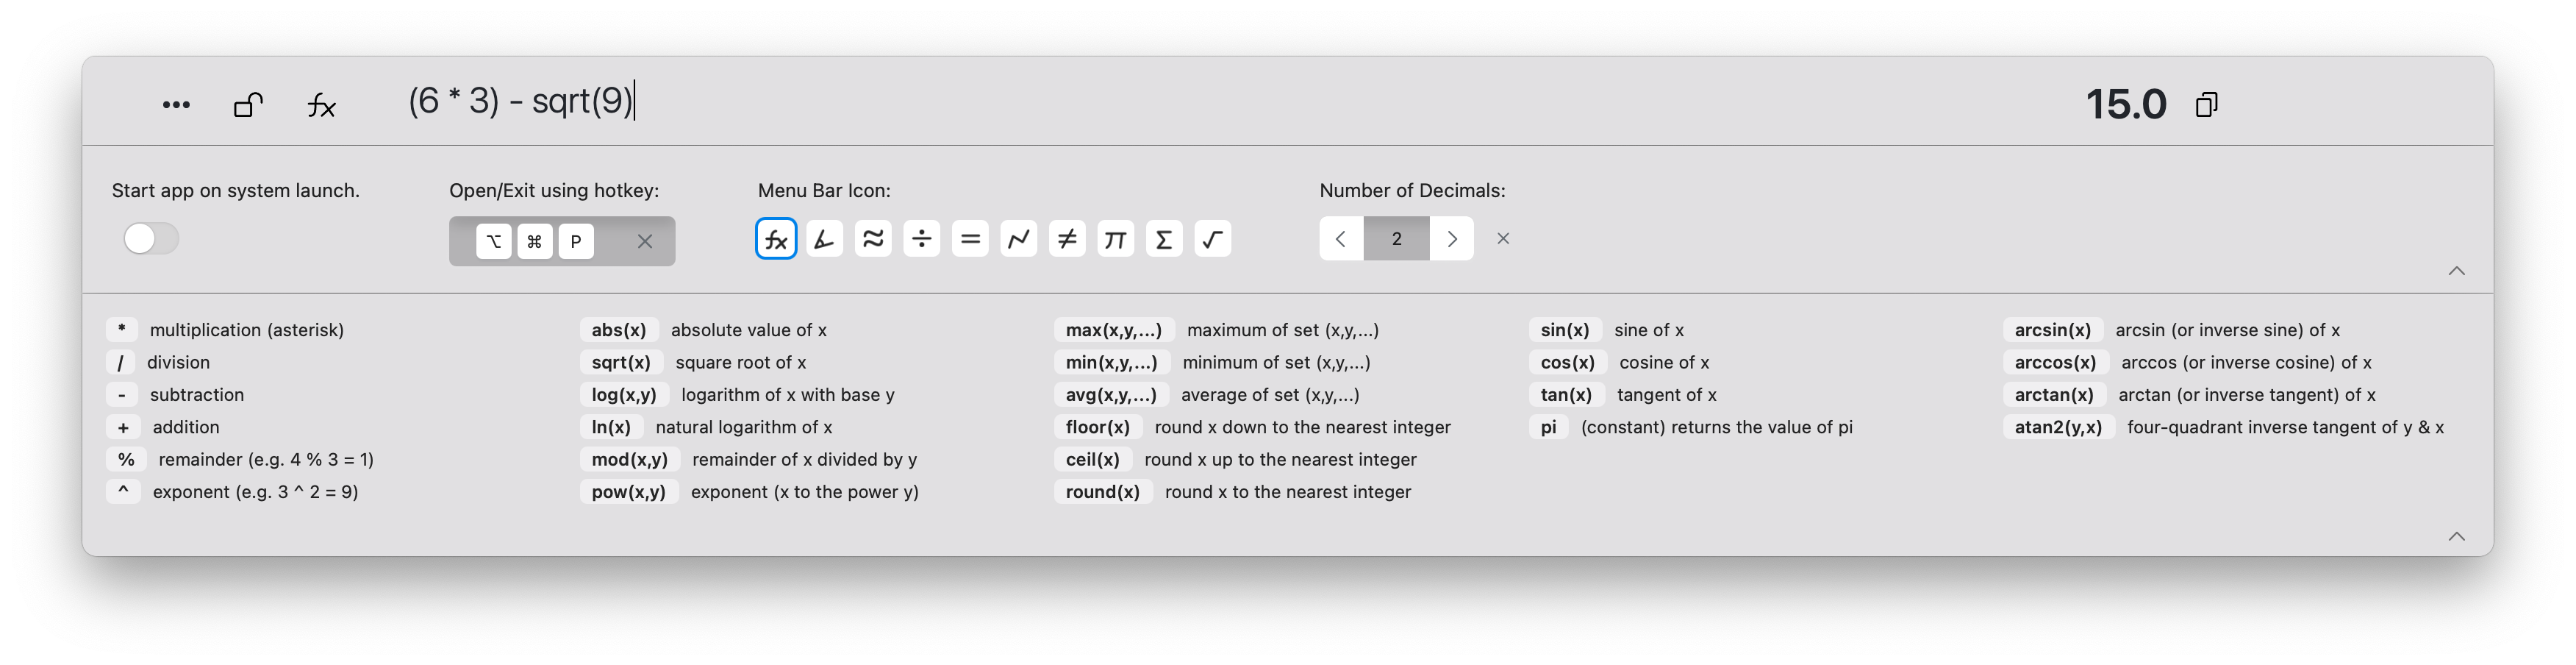 (6 * 3) - sqrt(9)
15.0
Start app on system launch.
Open/Exit using hotkey:
⌥ ⌘ P
Menu Bar Icon:
fx ∡ ≈ ÷ = ≠ π Σ √
Number of Decimals:
2
* multiplication (asterisk)
/ division
- subtraction
+ addition
% remainder (e.g. 4 % 3 = 1)
^ exponent (e.g. 3 ^ 2 = 9)
abs(x) absolute value of x
sqrt(x) square root of x
log(x,y) logarithm of x with base y
ln(x) natural logarithm of x
mod(x,y) remainder of x divided by y
pow(x,y) exponent (x to the power y)
max(x,y,...) maximum of set (x,y,...)
min(x,y,...) minimum of set (x,y,...)
avg(x,y,...) average of set (x,y,...)
floor(x) round x down to the nearest integer
ceil(x) round x up to the nearest integer
round(x) round x to the nearest integer
sin(x) sine of x
cos(x) cosine of x
tan(x) tangent of x
pi (constant) returns the value of pi
arcsin(x) arcsin (or inverse sine) of x
arccos(x) arccos (or inverse cosine) of x
arctan(x) arctan (or inverse tangent) of x
atan2(y,x) four-quadrant inverse tangent of y & x